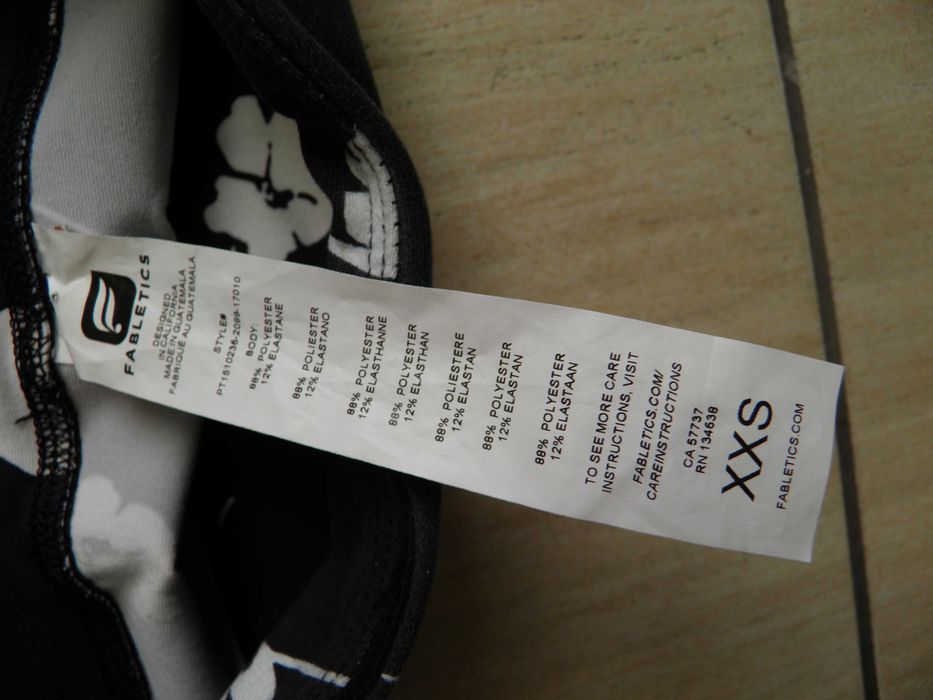 FABLETICS
DESIGNED
IN CALIFORNIA
MADE IN GUATEMALA
FABRIQUÉ AU GUATEMALA
STYLE#
PT1510236-2099-17010
BODY:
88% POLYESTER
12% ELASTANE
88% POLIESTER
12% ELASTANO
88% POLYESTER
12% ELASTHANNE
88% POLYESTER
12% ELASTHAN
88% POLIESTERE
12% ELASTAN
88% POLYESTER
12% ELASTAN
88% POLYESTER
12% ELASTAAN
TO SEE MORE CARE
INSTRUCTIONS, VISIT
FABLETICS.COM/
CAREINSTRUCTIONS
CA 57737
RN 134639
XXS
FABLETICS.COM